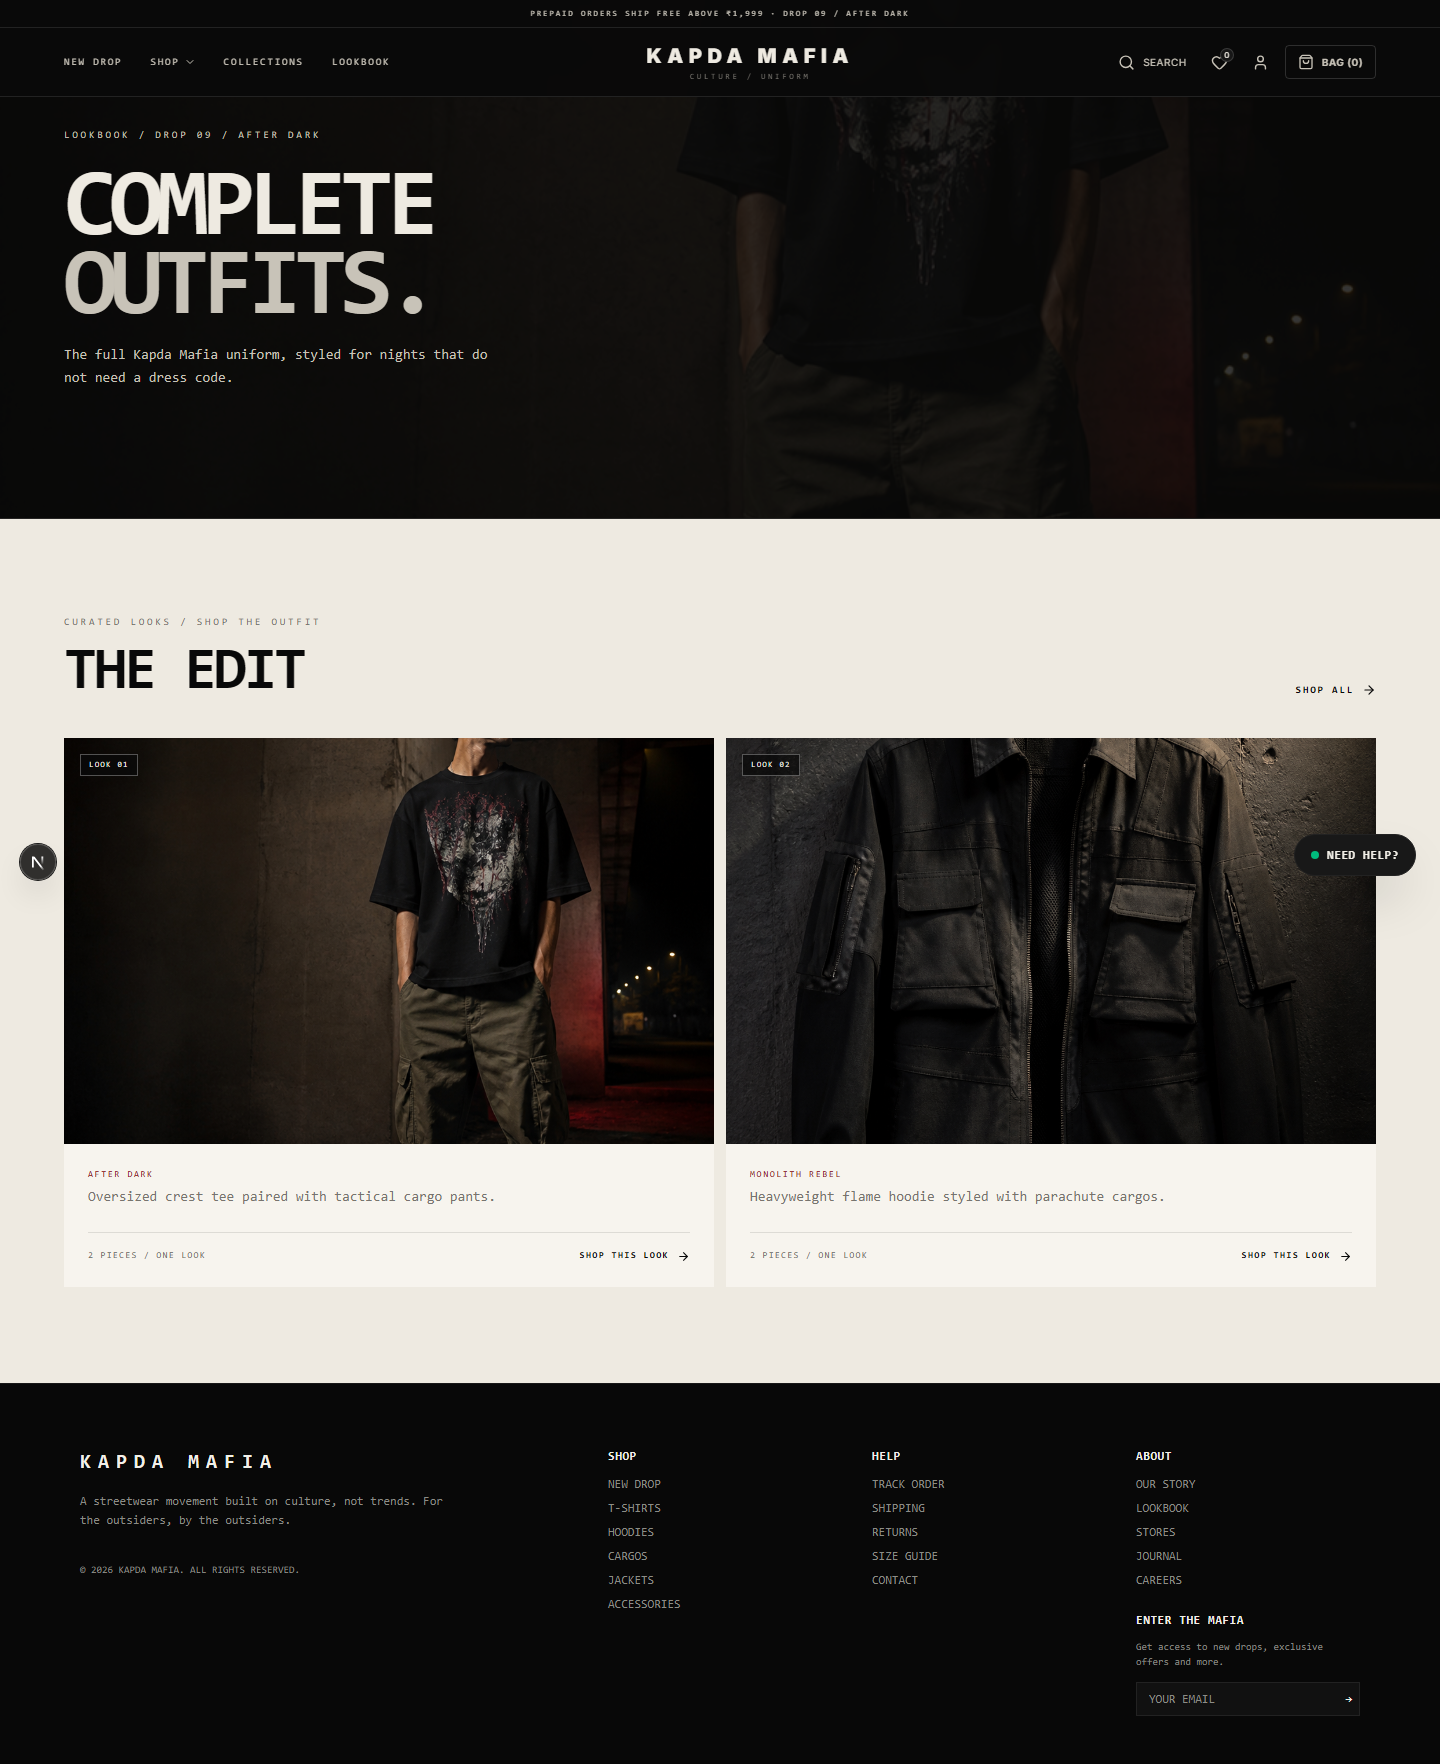 PREPAID ORDERS SHIP FREE ABOVE ₹1,999 · DROP 09 / AFTER DARK
NEW DROP
SHOP
COLLECTIONS
LOOKBOOK
KAPDA MAFIA
CULTURE / UNIFORM
SEARCH
0
BAG (0)
LOOKBOOK / DROP 09 / AFTER DARK
COMPLETE
OUTFITS.
The full Kapda Mafia uniform, styled for nights that do
not need a dress code.
CURATED LOOKS / SHOP THE OUTFIT
THE EDIT
SHOP ALL →
LOOK 01
LOOK 02
N
NEED HELP?
AFTER DARK
Oversized crest tee paired with tactical cargo pants.
2 PIECES / ONE LOOK
SHOP THIS LOOK →
MONOLITH REBEL
Heavyweight flame hoodie styled with parachute cargos.
2 PIECES / ONE LOOK
SHOP THIS LOOK →
KAPDA MAFIA
A streetwear movement built on culture, not trends. For
the outsiders, by the outsiders.
© 2026 KAPDA MAFIA. ALL RIGHTS RESERVED.
SHOP
NEW DROP
T-SHIRTS
HOODIES
CARGOS
JACKETS
ACCESSORIES
HELP
TRACK ORDER
SHIPPING
RETURNS
SIZE GUIDE
CONTACT
ABOUT
OUR STORY
LOOKBOOK
STORES
JOURNAL
CAREERS
ENTER THE MAFIA
Get access to new drops, exclusive
offers and more.
YOUR EMAIL →